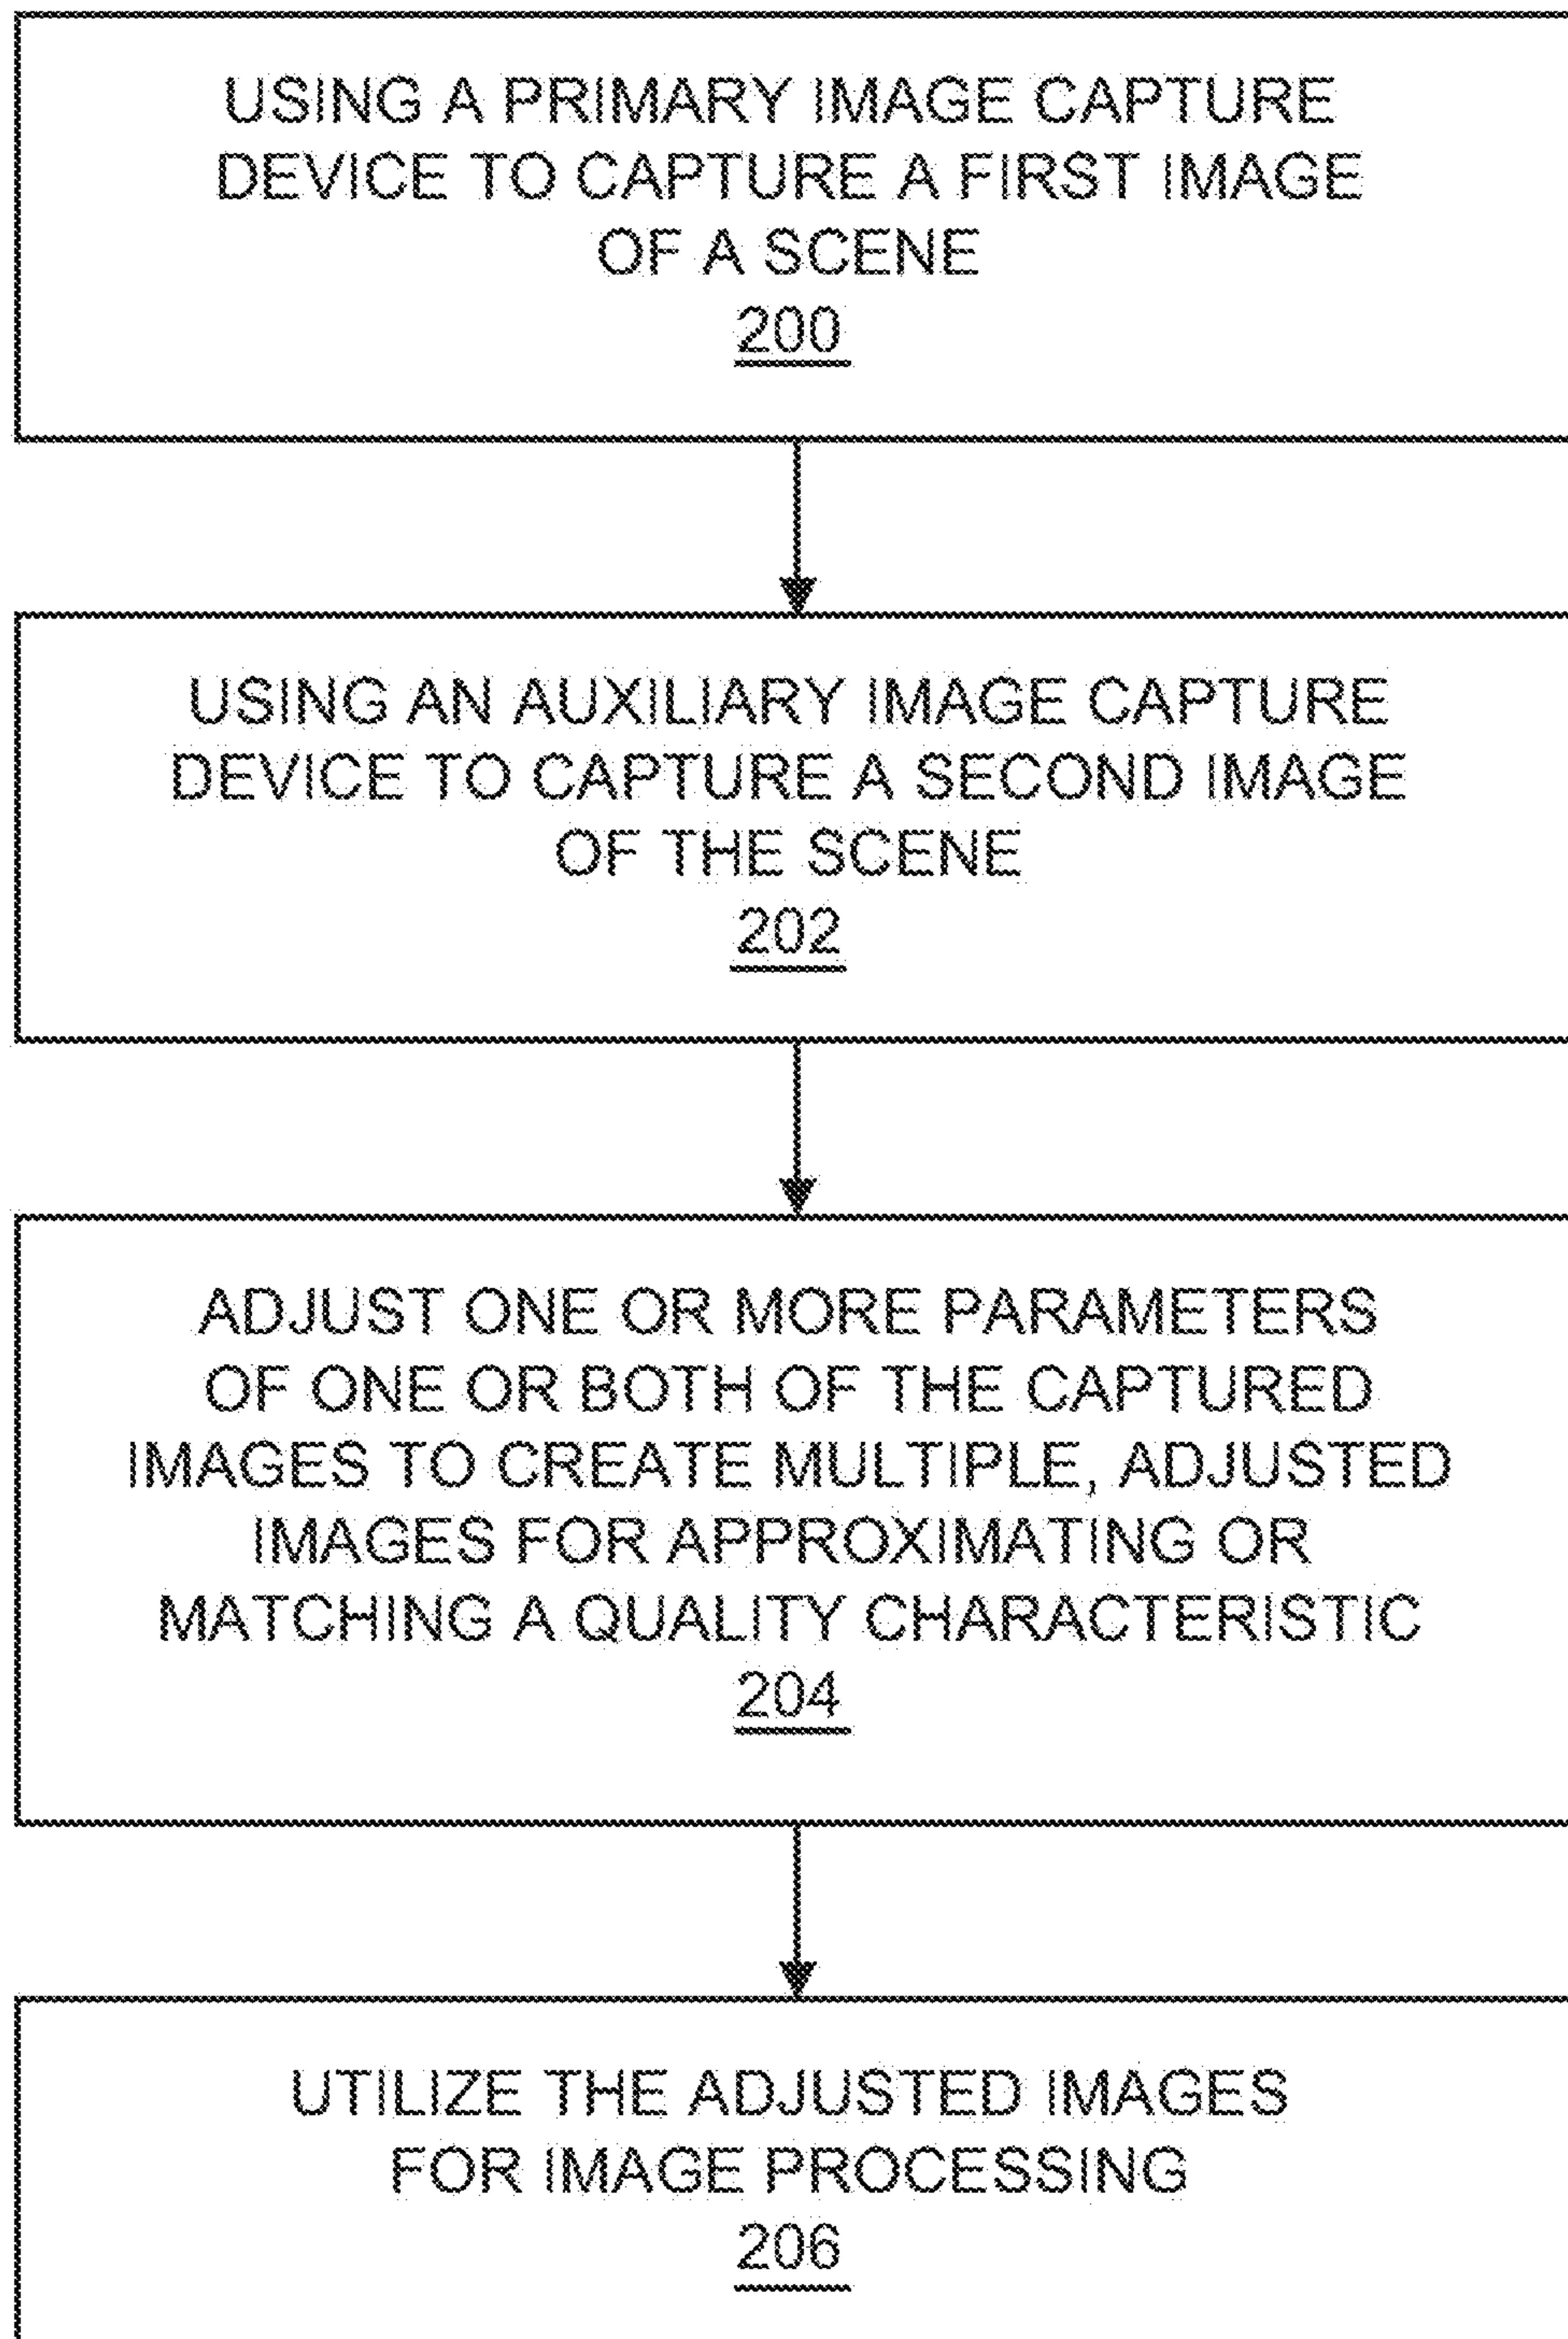 USING A PRIMARY IMAGE CAPTURE
DEVICE TO CAPTURE A FIRST IMAGE
OF A SCENE
200
USING AN AUXILIARY IMAGE CAPTURE
DEVICE TO CAPTURE A SECOND IMAGE
OF THE SCENE
202
ADJUST ONE OR MORE PARAMETERS
OF ONE OR BOTH OF THE CAPTURED
IMAGES TO CREATE MULTIPLE, ADJUSTED
IMAGES FOR APPROXIMATING OR
MATCHING A QUALITY CHARACTERISTIC
204
UTILIZE THE ADJUSTED IMAGES
FOR IMAGE PROCESSING
206